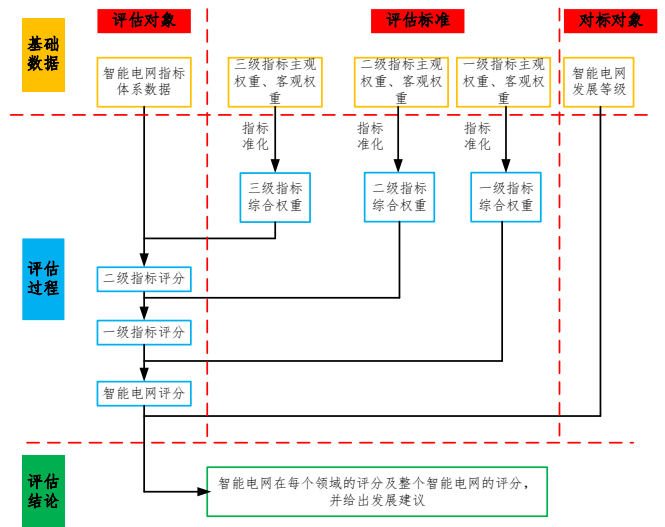 评估对象
评估标准
对标对象
基础
数据
智能电网指标
体系数据
三级指标主观
权重、客观权
重
二级指标主观
权重、客观权
重
一级指标主观
权重、客观权
重
智能电网
发展等级
指标
准化
指标
准化
指标
准化
三级指标
综合权重
二级指标
综合权重
一级指标
综合权重
评估
过程
二级指标评分
一级指标评分
智能电网评分
评估
结论
智能电网在每个领域的评分及整个智能电网的评分，
并给出发展建议